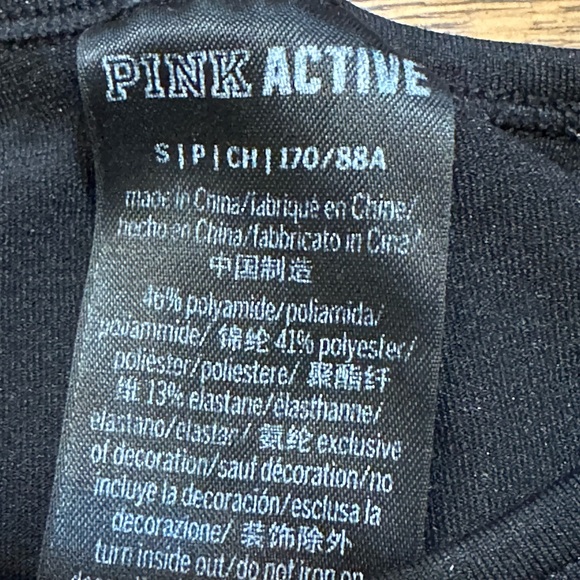 PINK ACTIVE
S|P|CH|170/88A
made in China/fabriqué en Chine/
hecho en China/fabbricato in Cina/
中国制造
46% polyamide/poliamida/
poliammide/ 锦纶 41% polyester/
poliéster/poliestere/ 聚酯纤
维 13% elastane/élasthanne/
elastano/elastan/ 氨纶 exclusive
of decoration/sauf décoration/no
incluye la decoración/esclusa la
decorazione/ 装饰除外
turn inside out/do not iron on